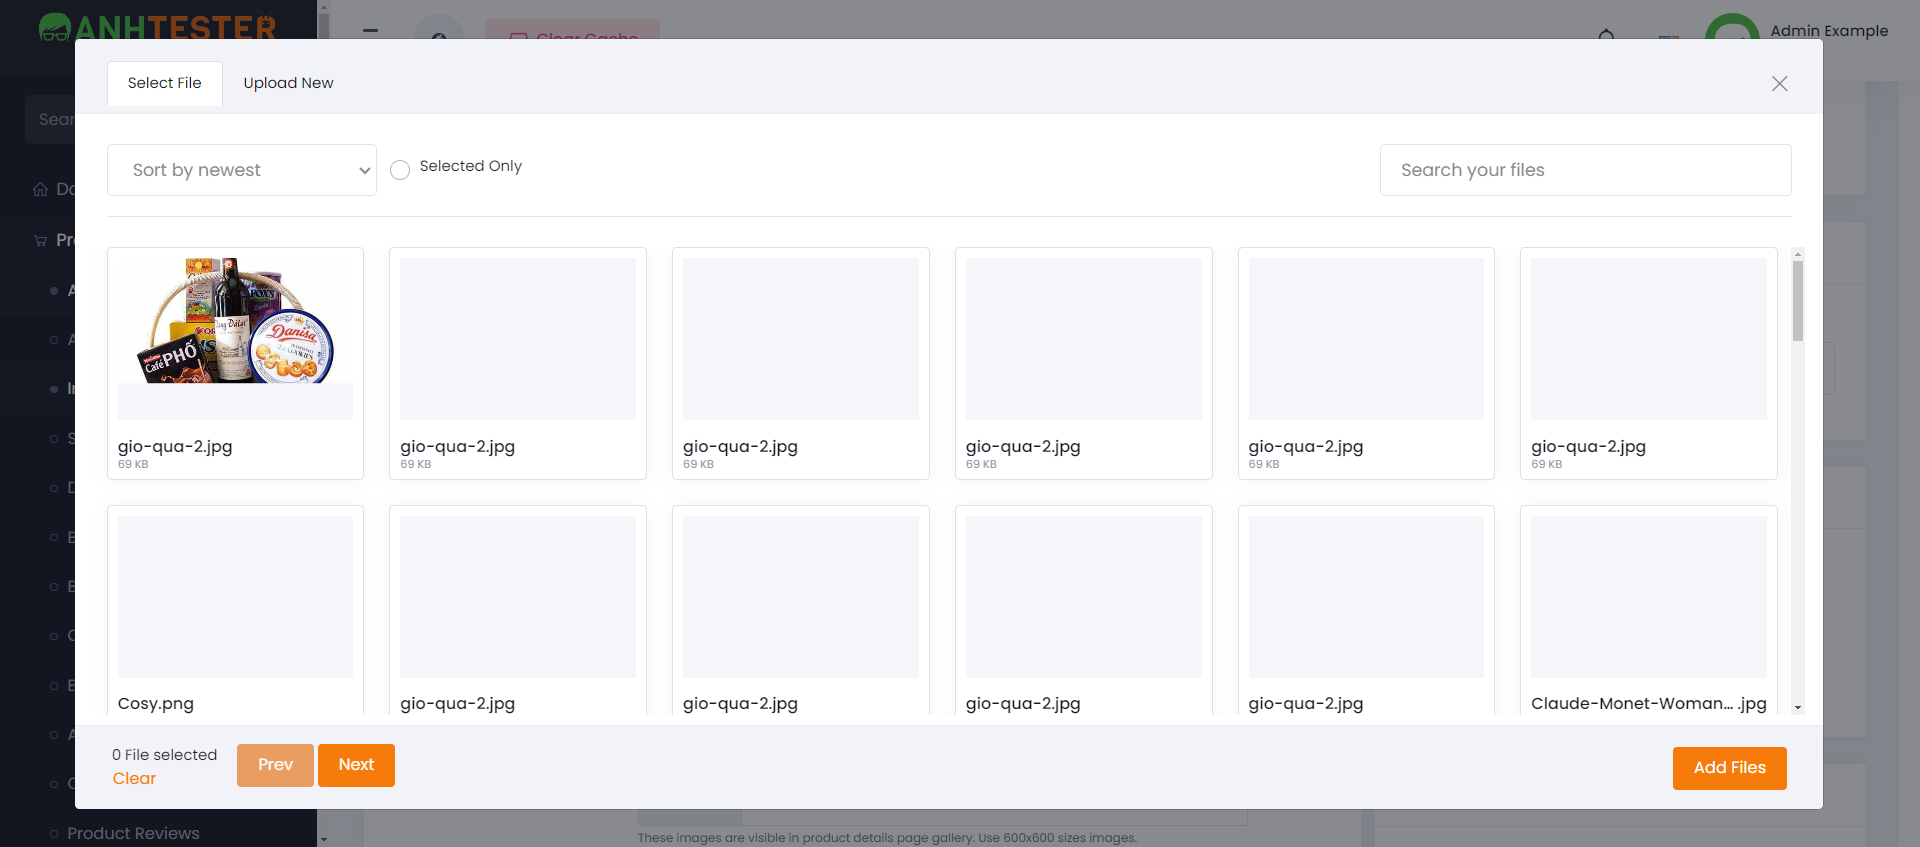 ANHTESTER
Clear Cache
Admin Example
Select File
Upload New
Sort by newest
Selected Only
Search your files
Danisa
Café PHỐ
gio-qua-2.jpg
69 KB
gio-qua-2.jpg
69 KB
gio-qua-2.jpg
69 KB
gio-qua-2.jpg
69 KB
gio-qua-2.jpg
69 KB
gio-qua-2.jpg
69 KB
Cosy.png
gio-qua-2.jpg
gio-qua-2.jpg
gio-qua-2.jpg
gio-qua-2.jpg
Claude-Monet-Woman... .jpg
0 File selected
Clear
Prev
Next
Add Files
Product Reviews
These images are visible in product details page gallery. Use 600x600 sizes images.